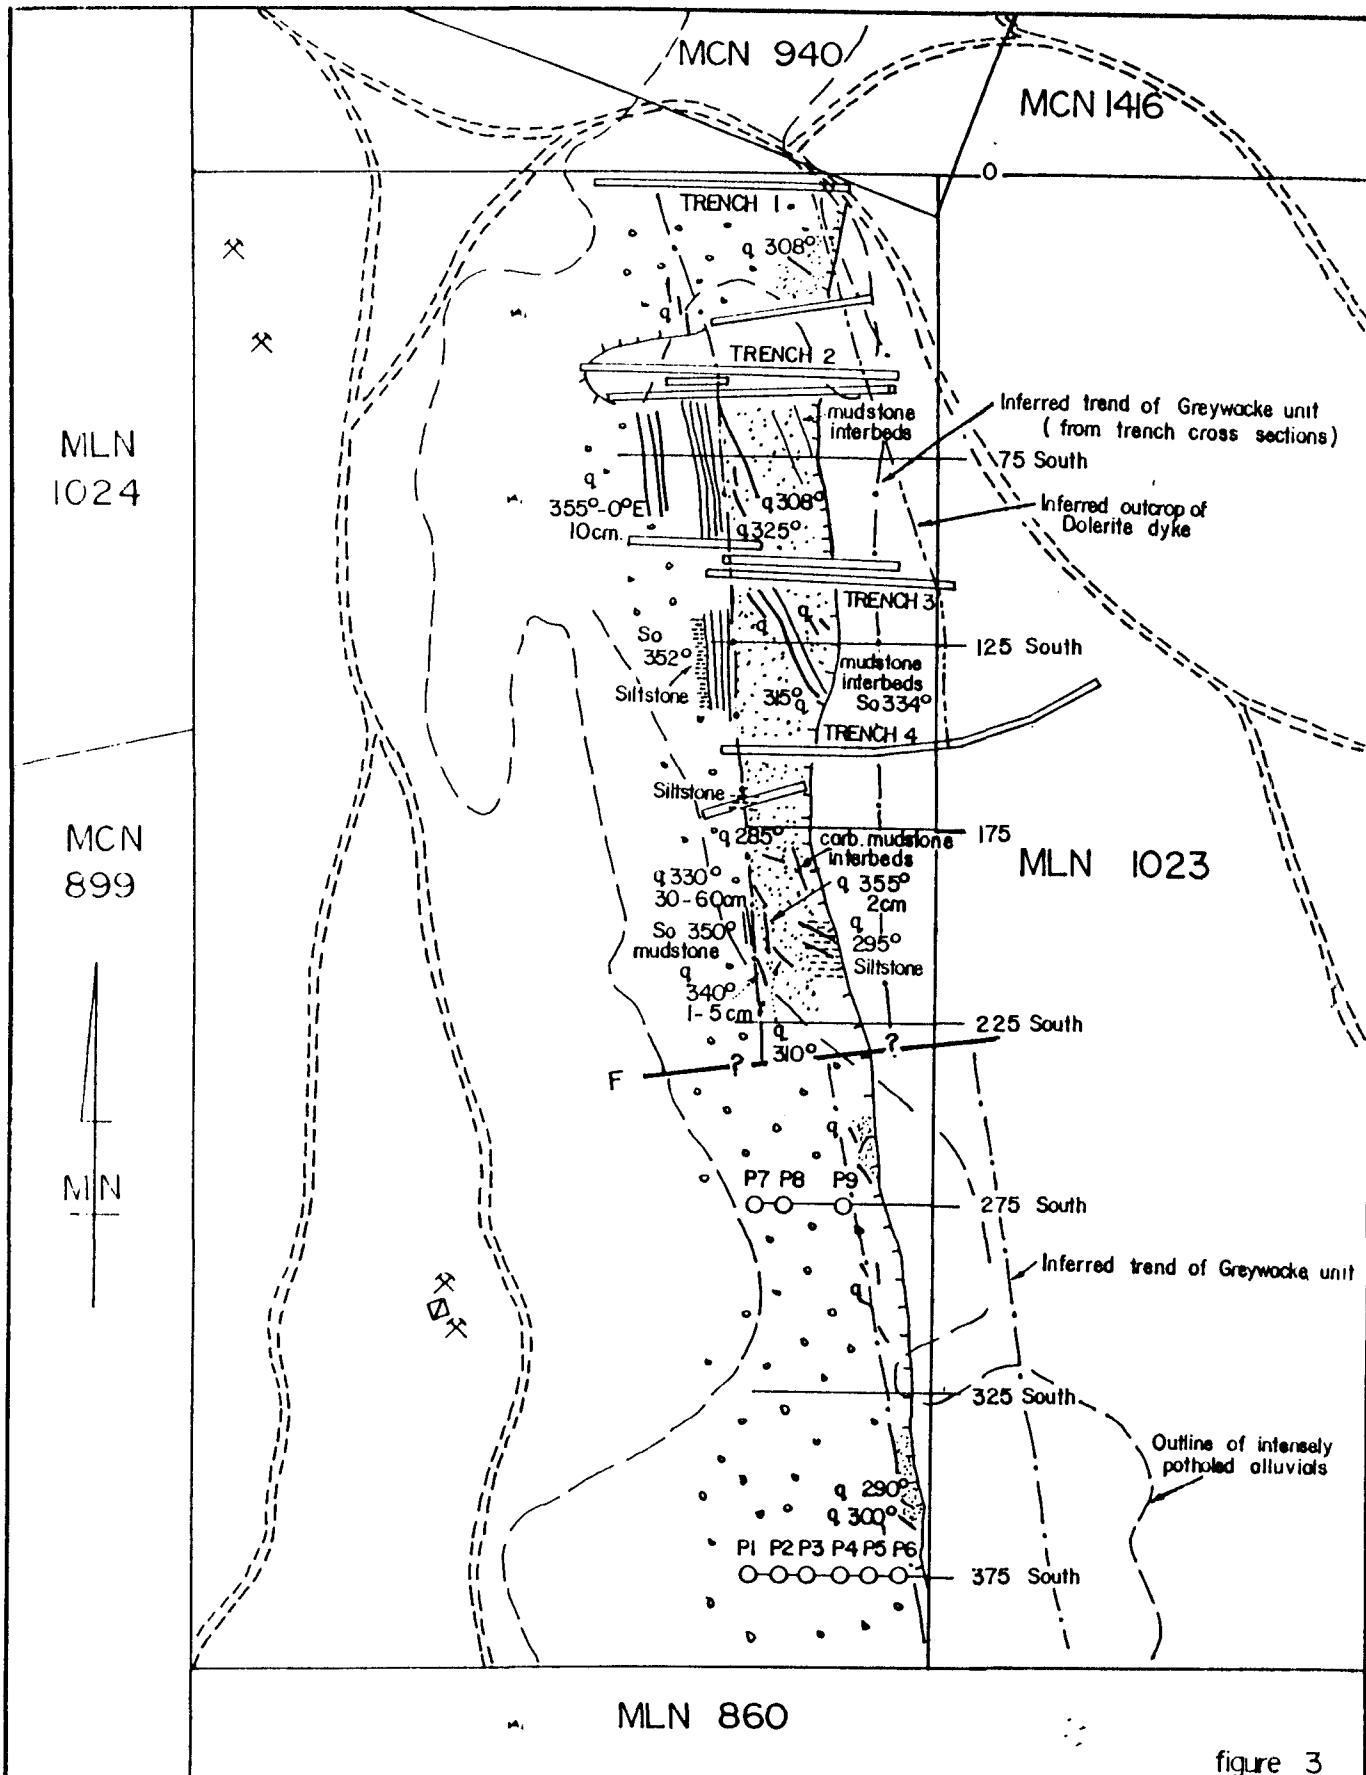 MCN 940
MCN 1416
0
TRENCH 1
q 308°
q
TRENCH 2
mudstone
interbeds
Inferred trend of Greywacke unit
( from trench cross sections)
MLN
1024
75 South
q
355°-0°E
10cm.
q 308°
q 325°
Inferred outcrop of
Dolerite dyke
TRENCH 3
q
q
So
352°
Siltstone
125 South
mudstone
interbeds
So 334°
315°
q
TRENCH 4
Siltstone
MCN
899
175
q 285°
carb. mudstone
interbeds
MLN 1023
q 330°
30-60cm
q 355°
2cm
So 350°
mudstone
q
295°
Siltstone
q
340°
1-5 cm
225 South
q
310°
?
?
F
q
MN
P7 P8 P9
275 South
Inferred trend of Greywacke unit
q
325 South
Outline of intensely
potholed alluvials
q 290°
q 300°
P1 P2 P3 P4 P5 P6
375 South
MLN 860
figure 3